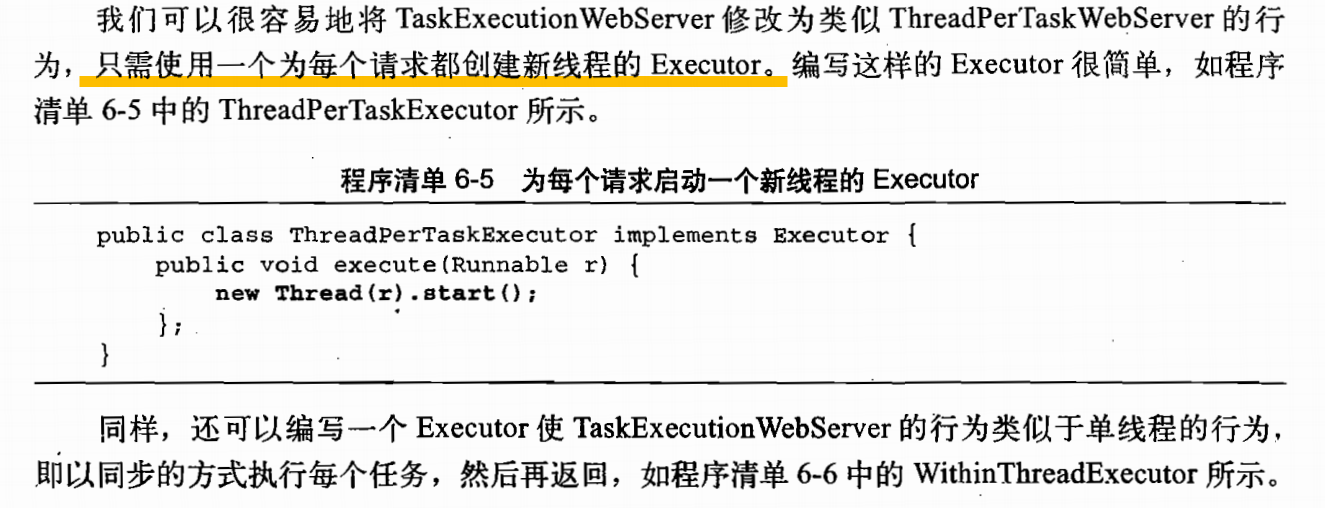 我们可以很容易地将 TaskExecutionWebServer 修改为类似 ThreadPerTaskWebServer 的行
为，只需使用一个为每个请求都创建新线程的 Executor。编写这样的 Executor 很简单，如程序
清单 6-5 中的 ThreadPerTaskExecutor 所示。
程序清单 6-5 为每个请求启动一个新线程的 Executor
public class ThreadPerTaskExecutor implements Executor {
    public void execute(Runnable r) {
        new Thread(r).start();
    };
}
同样，还可以编写一个 Executor 使 TaskExecutionWebServer 的行为类似于单线程的行为，
即以同步的方式执行每个任务，然后再返回，如程序清单 6-6 中的 WithinThreadExecutor 所示。